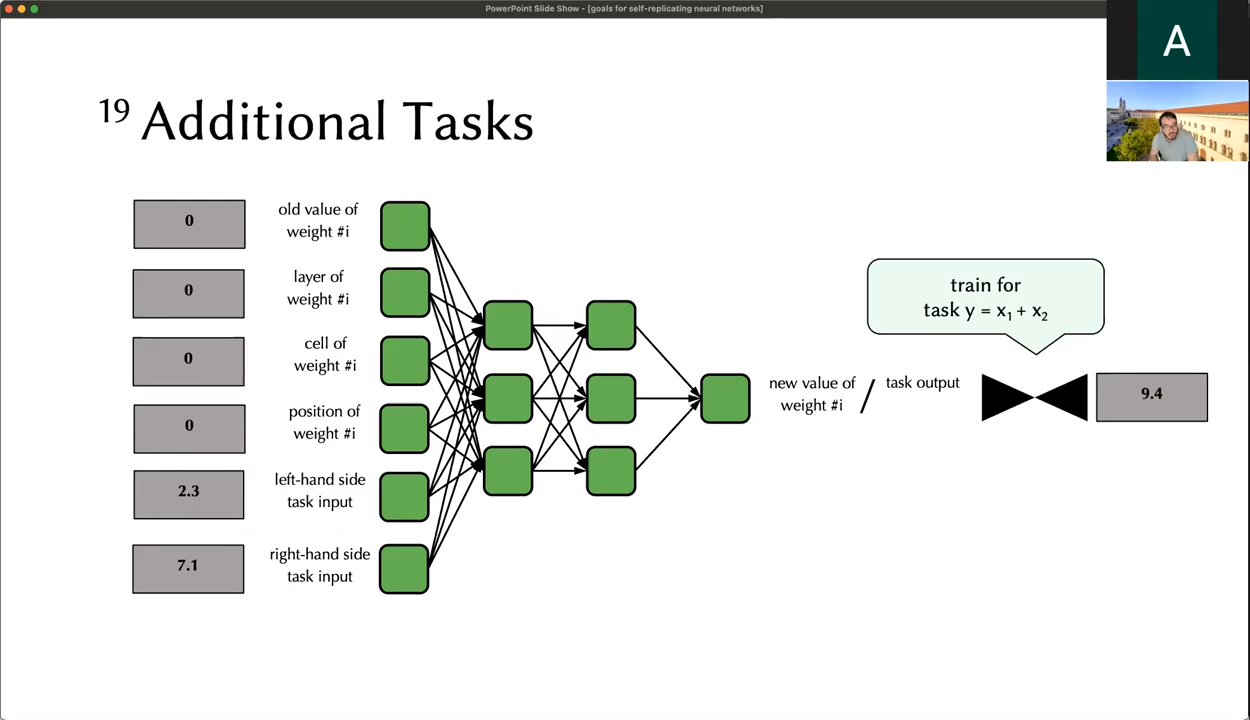 PowerPoint Slide Show - [goals for self-replicating neural networks]
A
19 Additional Tasks
0
old value of
weight #i
0
layer of
weight #i
0
cell of
weight #i
0
position of
weight #i
2.3
left-hand side
task input
7.1
right-hand side
task input
train for
task y = x₁ + x₂
new value of
weight #i
/
task output
9.4